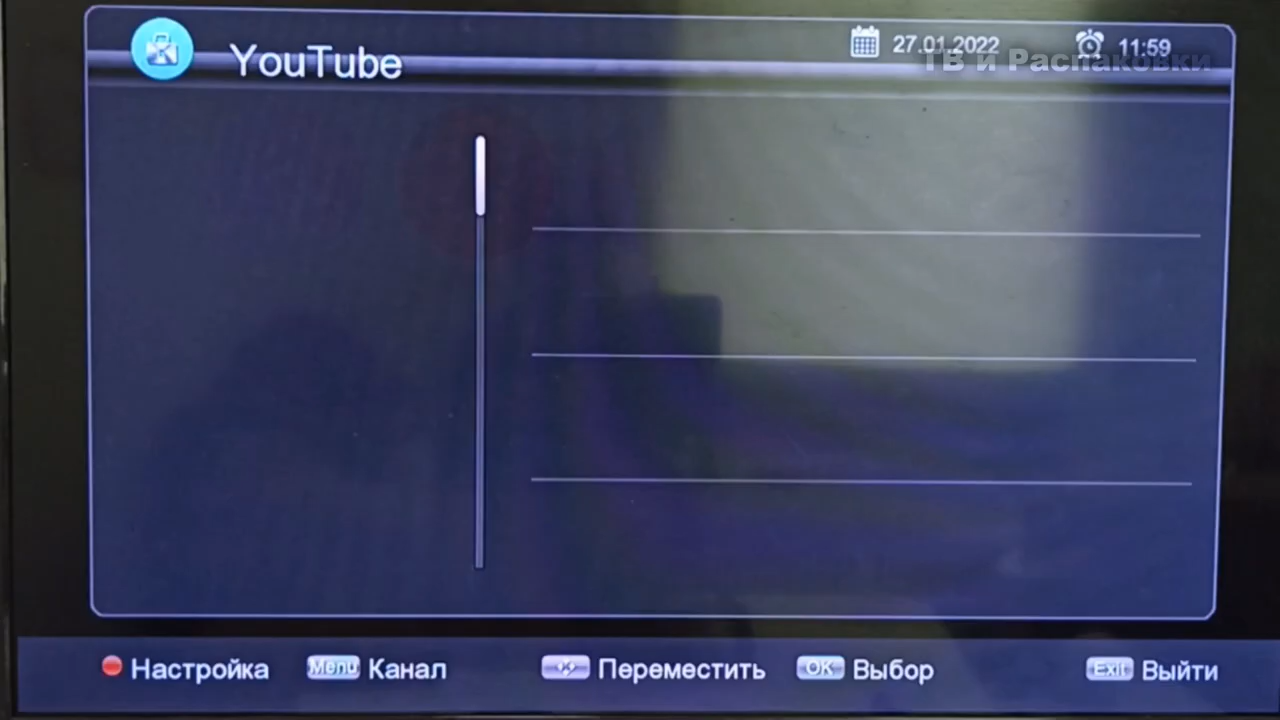 YouTube
27.01.2022
11:59
ТВ и Распаковки
Настройка
Menu Канал
Переместить
OK Выбор
Exit Выйти